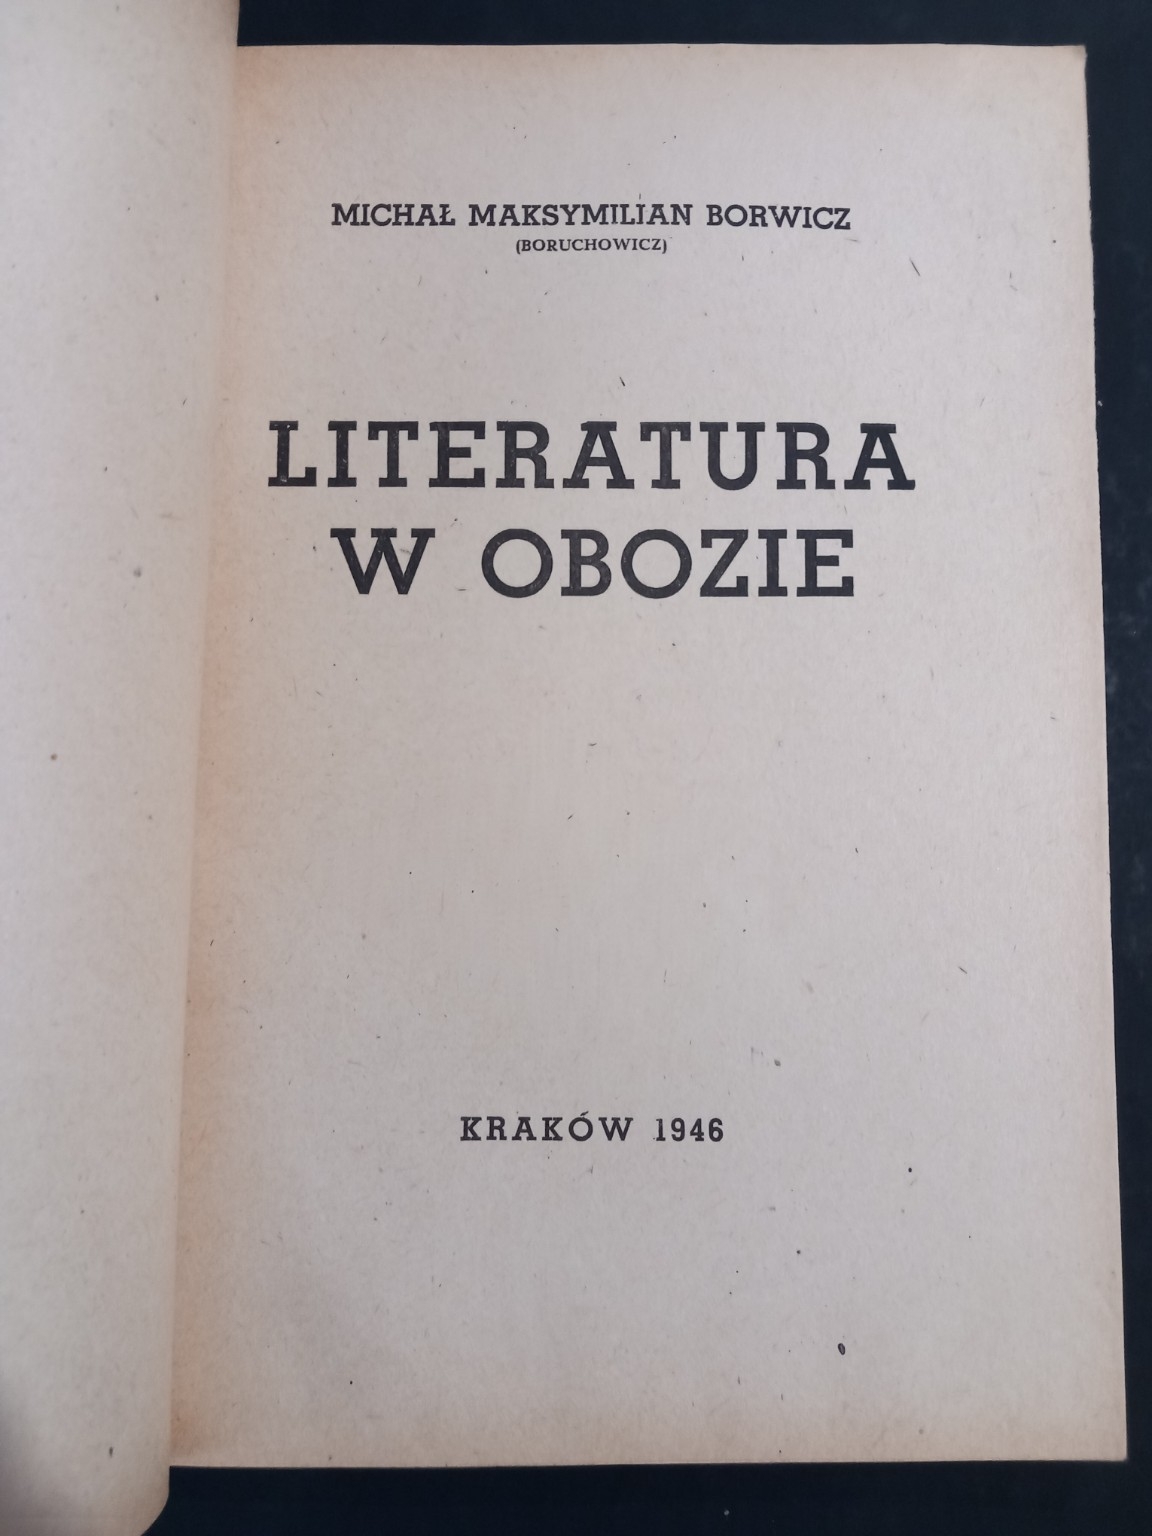 MICHAŁ MAKSYMILIAN BORWICZ
(BORUCHOWICZ)
LITERATURA
W OBOZIE
KRAKÓW 1946